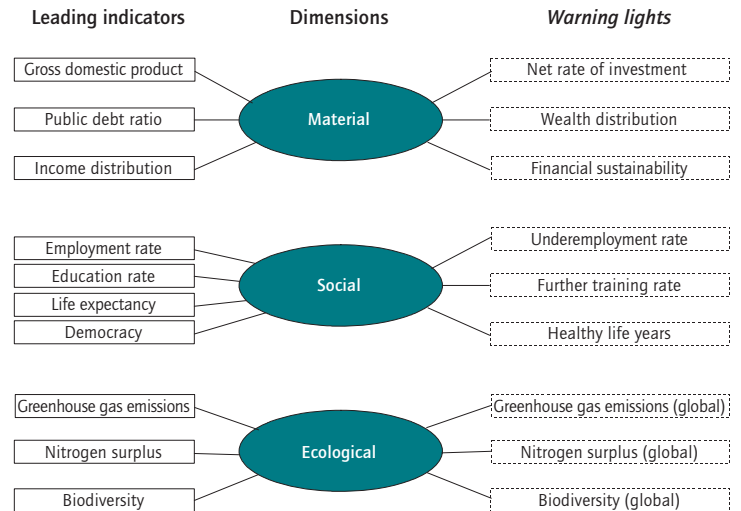 Leading indicators
Dimensions
Warning lights
Gross domestic product
Public debt ratio
Income distribution
Material
Net rate of investment
Wealth distribution
Financial sustainability
Employment rate
Education rate
Life expectancy
Democracy
Social
Underemployment rate
Further training rate
Healthy life years
Greenhouse gas emissions
Nitrogen surplus
Biodiversity
Ecological
Greenhouse gas emissions (global)
Nitrogen surplus (global)
Biodiversity (global)